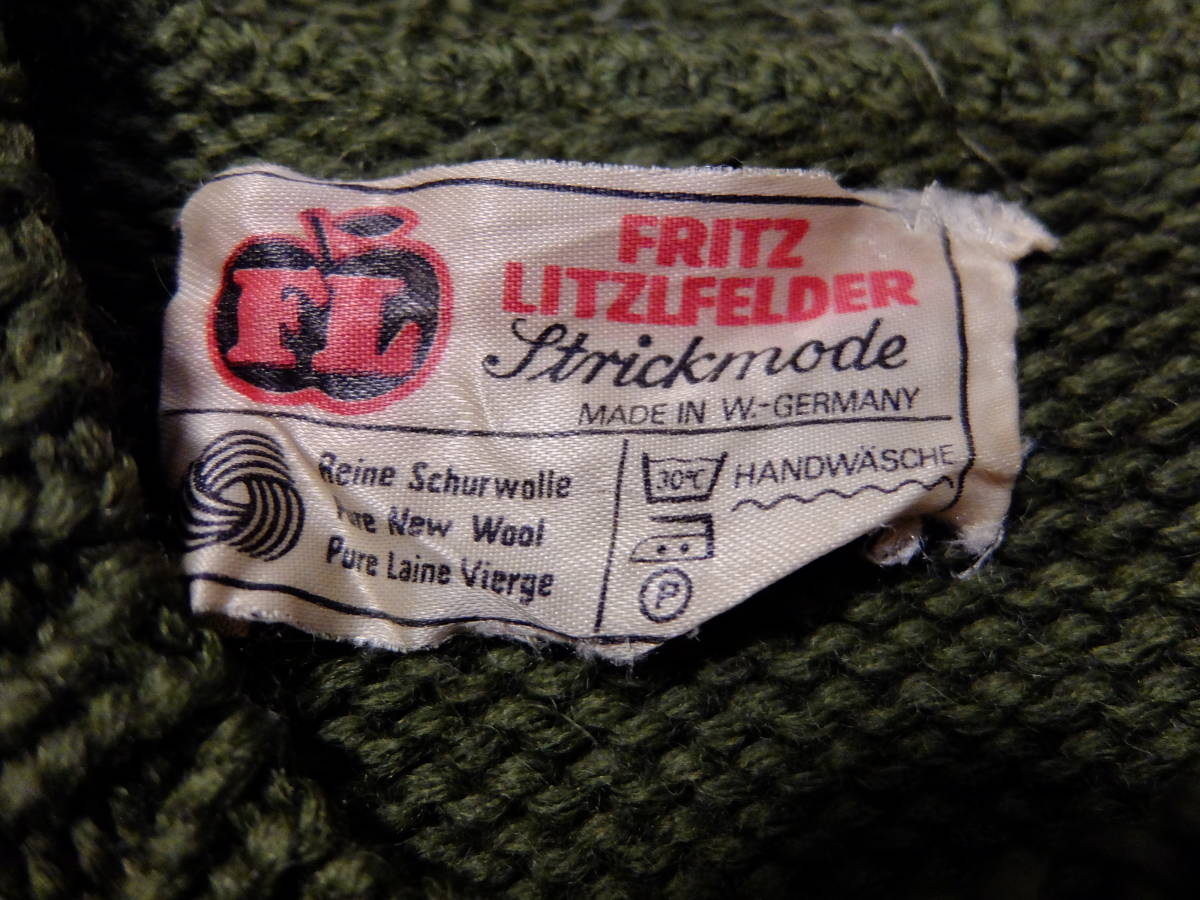 FL
FRITZ
LITZLFELDER
Strickmode
MADE IN W.-GERMANY
Reine Schurwolle
Pure New Wool
Pure Laine Vierge
30°C HANDWÄSCHE
P